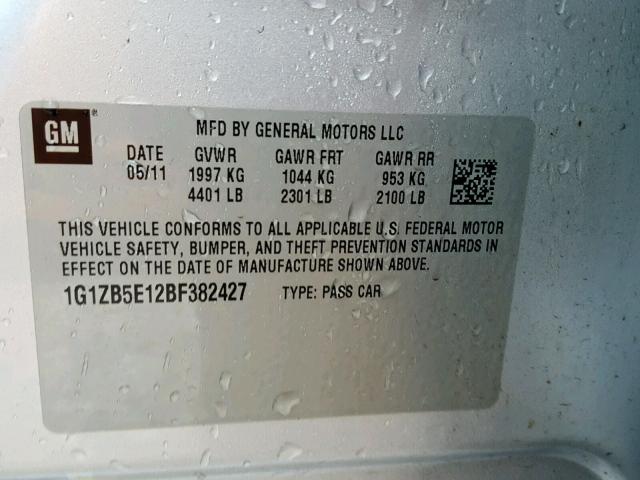 GM
MFD BY GENERAL MOTORS LLC
DATE GVWR GAWR FRT GAWR RR
05/11 1997 KG 1044 KG 953 KG
4401 LB 2301 LB 2100 LB
THIS VEHICLE CONFORMS TO ALL APPLICABLE U.S. FEDERAL MOTOR
VEHICLE SAFETY, BUMPER, AND THEFT PREVENTION STANDARDS IN
EFFECT ON THE DATE OF MANUFACTURE SHOWN ABOVE.
1G1ZB5E12BF382427 TYPE: PASS CAR